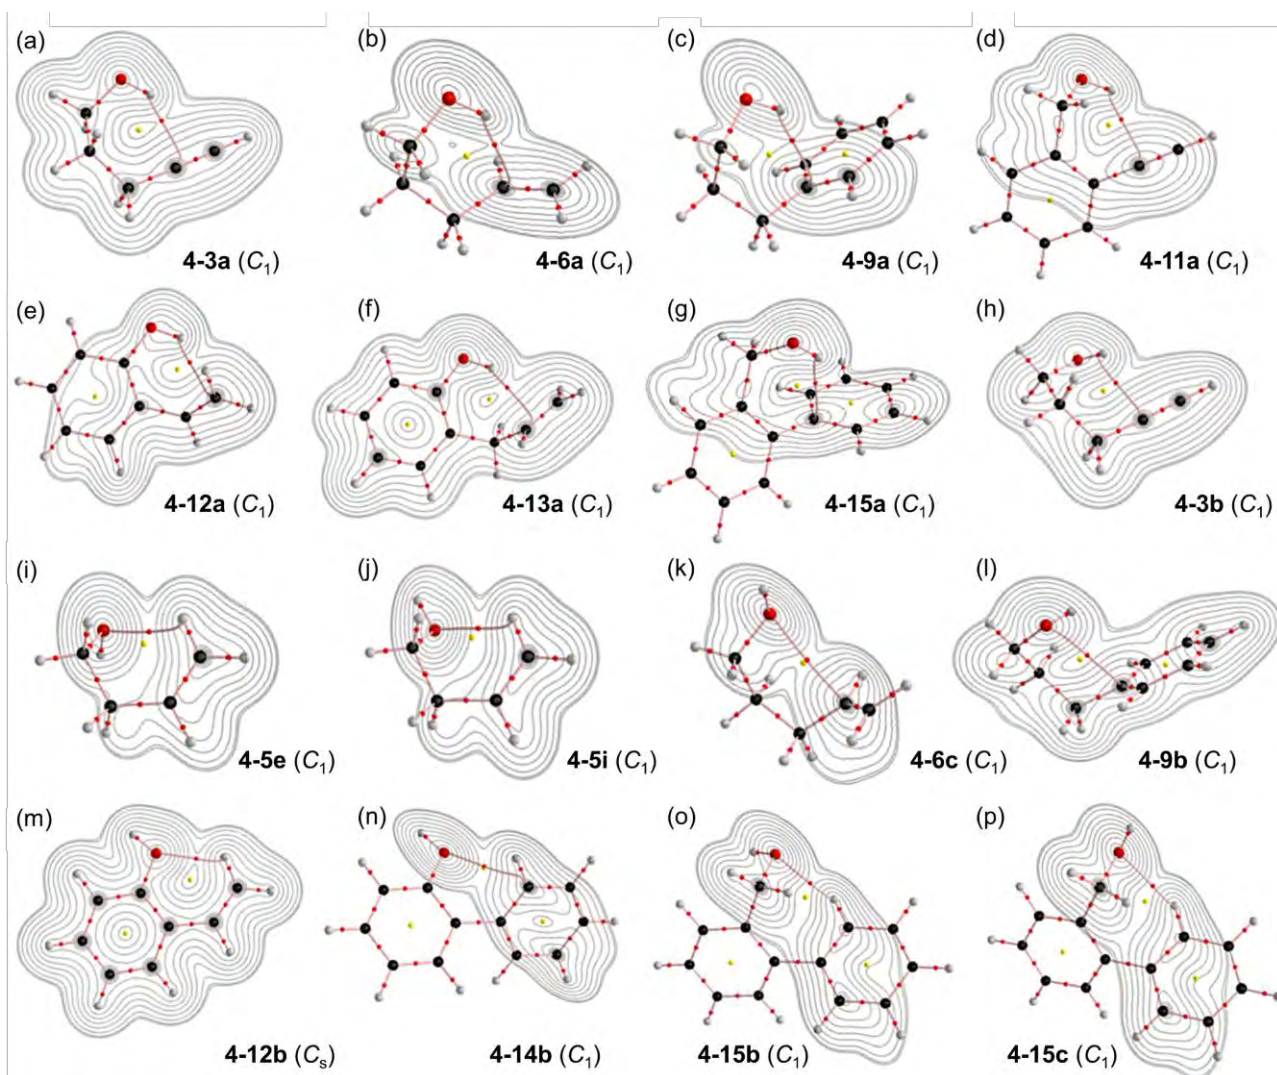 (a) (b) (c) (d)
4-3a (C₁) 4-6a (C₁) 4-9a (C₁) 4-11a (C₁)
(e) (f) (g) (h)
4-12a (C₁) 4-13a (C₁) 4-15a (C₁) 4-3b (C₁)
(i) (j) (k) (l)
4-5e (C₁) 4-5i (C₁) 4-6c (C₁) 4-9b (C₁)
(m) (n) (o) (p)
4-12b (Cₛ) 4-14b (C₁) 4-15b (C₁) 4-15c (C₁)